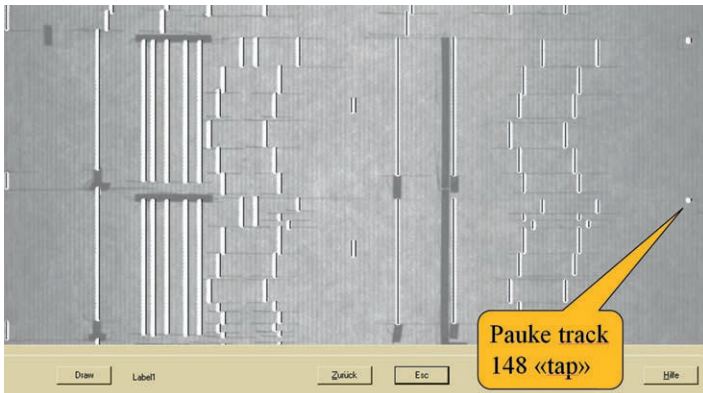 Pauke track
148 «tap»
Draw
Label1
Zurück
Esc
Hilfe